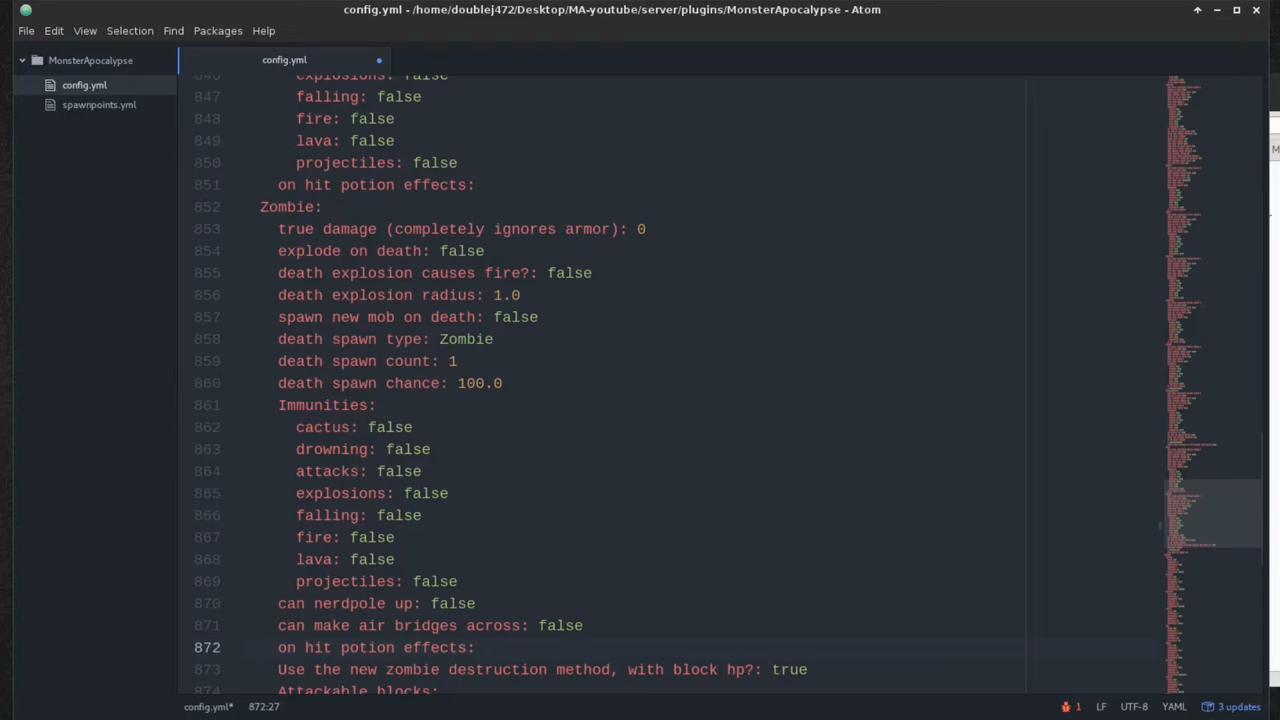 config.yml - /home/doublej472/Desktop/MA-youtube/server/plugins/MonsterApocalypse - Atom
File Edit View Selection Find Packages Help
MonsterApocalypse
config.yml
spawnpoints.yml
config.yml
846 explosions: false
847 falling: false
848 fire: false
849 lava: false
850 projectiles: false
851 on hit potion effects:
852 Zombie:
853 true damage (completely ignores armor): 0
854 explode on death: false
855 death explosion causes fire?: false
856 death explosion radius: 1.0
857 spawn new mob on death: false
858 death spawn type: Zombie
859 death spawn count: 1
860 death spawn chance: 100.0
861 Immunities:
862 cactus: false
863 drowning: false
864 attacks: false
865 explosions: false
866 falling: false
867 fire: false
868 lava: false
869 projectiles: false
870 can nerdpole up: false
871 can make air bridges across: false
872 on hit potion effects:
873 Use the new zombie destruction method, with block hp?: true
874 Attackable blocks:
config.yml* 872:27 1 LF UTF-8 YAML 3 updates